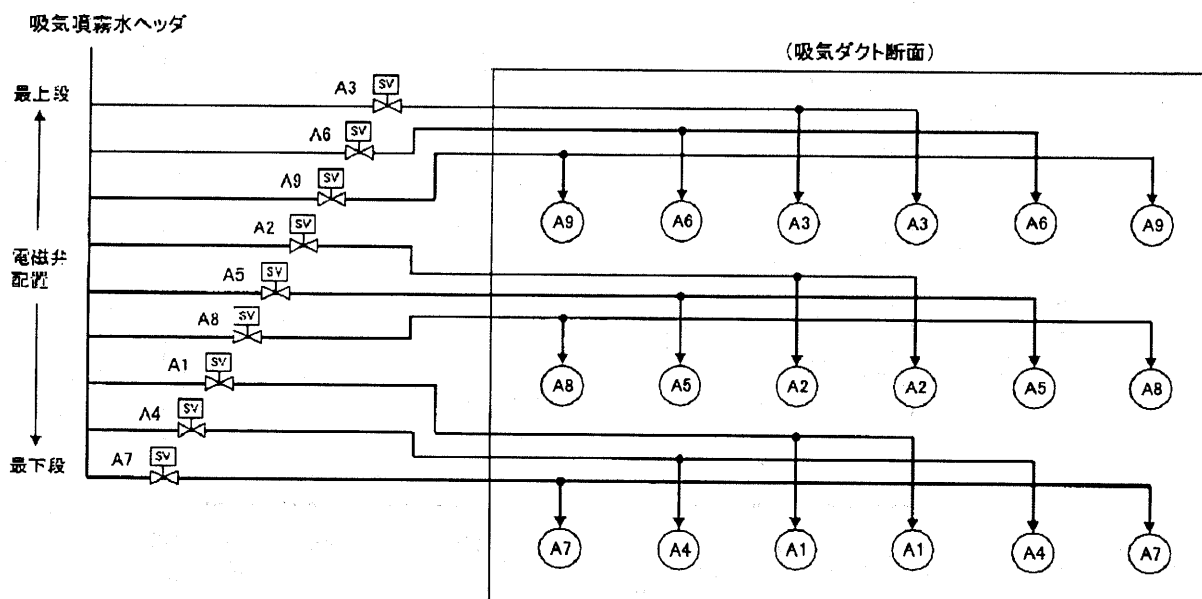 吸気噴霧水ヘッダ
(吸気ダクト断面)
最上段
A3 SV
A6 SV
A9 SV
A9 A6 A3 A3 A6 A9
A2 SV
電磁弁
配置
A5 SV
A8 SV
A1 SV
A8 A5 A2 A2 A5 A8
A4 SV
最下段
A7 SV
A7 A4 A1 A1 A4 A7